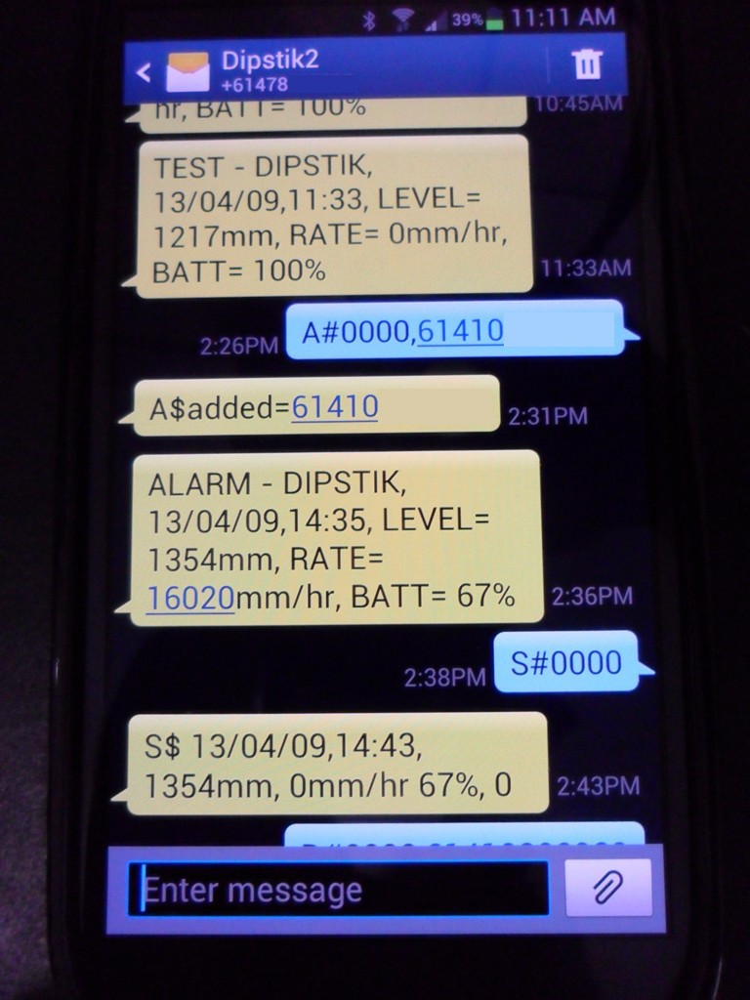 39% 11:11 AM
Dipstik2
+61478
hr, BATT= 100%
10:45AM
TEST - DIPSTIK,
13/04/09,11:33, LEVEL=
1217mm, RATE= 0mm/hr,
BATT= 100%
11:33AM
2:26PM
A#0000,61410
A$added=61410
2:31PM
ALARM - DIPSTIK,
13/04/09,14:35, LEVEL=
1354mm, RATE=
16020mm/hr, BATT= 67%
2:36PM
2:38PM
S#0000
S$ 13/04/09,14:43,
1354mm, 0mm/hr 67%, 0
2:43PM
Enter message